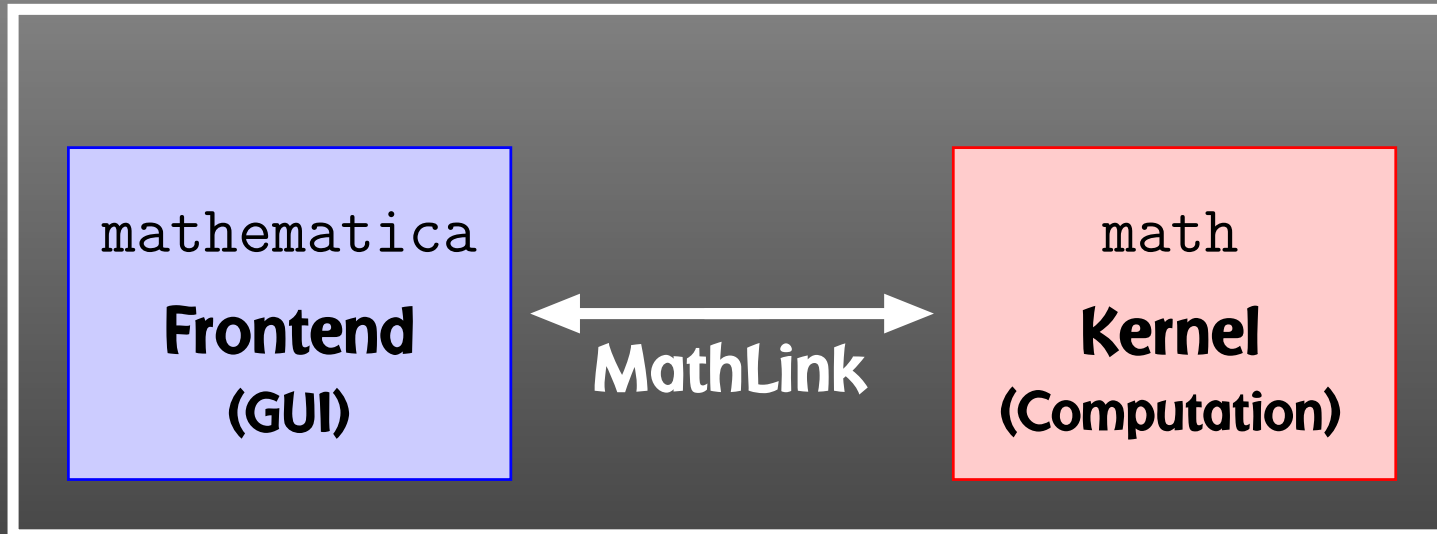 mathematica
Frontend
(GUI)
MathLink
math
Kernel
(Computation)